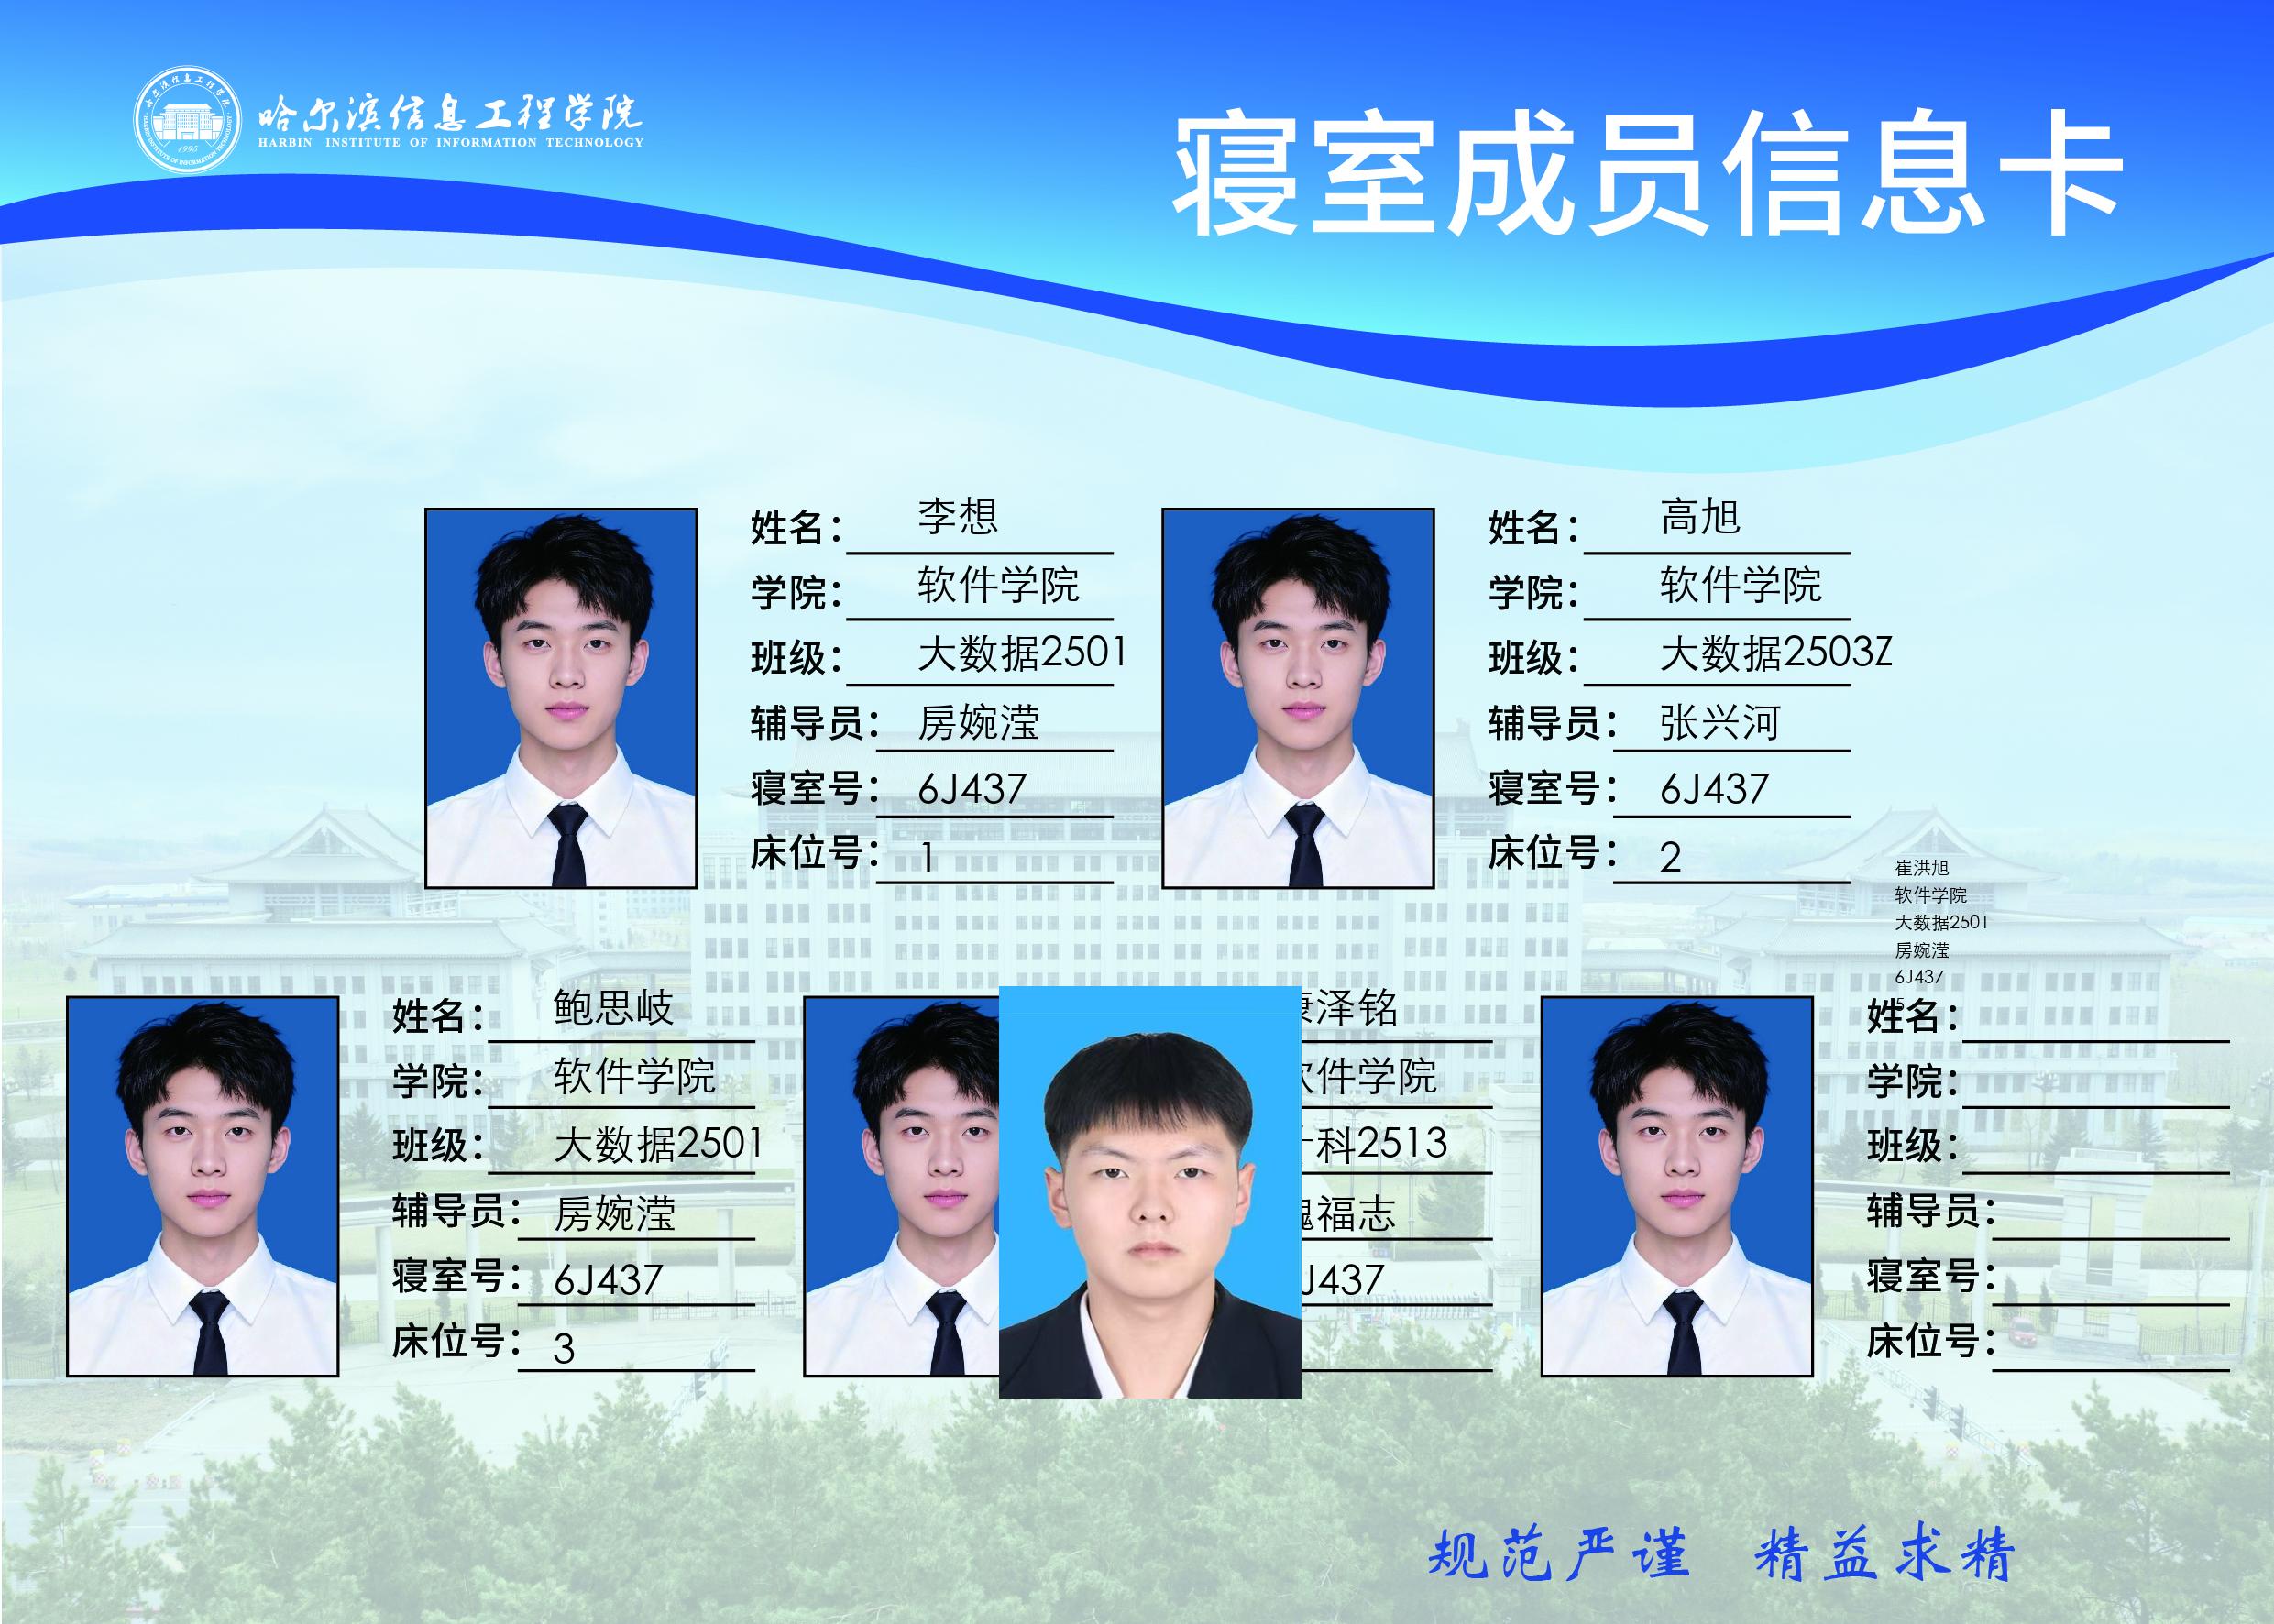 哈尔滨信息工程学院
HARBIN INSTITUTE OF INFORMATION TECHNOLOGY
1995
寝室成员信息卡
姓名： 李想
学院： 软件学院
班级： 大数据2501
辅导员： 房婉滢
寝室号： 6J437
床位号： 1
姓名： 高旭
学院： 软件学院
班级： 大数据2503Z
辅导员： 张兴河
寝室号： 6J437
床位号： 2
崔洪旭
软件学院
大数据2501
房婉滢
6J437
5
姓名： 鲍思岐
学院： 软件学院
班级： 大数据2501
辅导员： 房婉滢
寝室号： 6J437
床位号： 3
康泽铭
软件学院
计科2513
魏福志
J437
姓名：
学院：
班级：
辅导员：
寝室号：
床位号：
规范严谨 精益求精